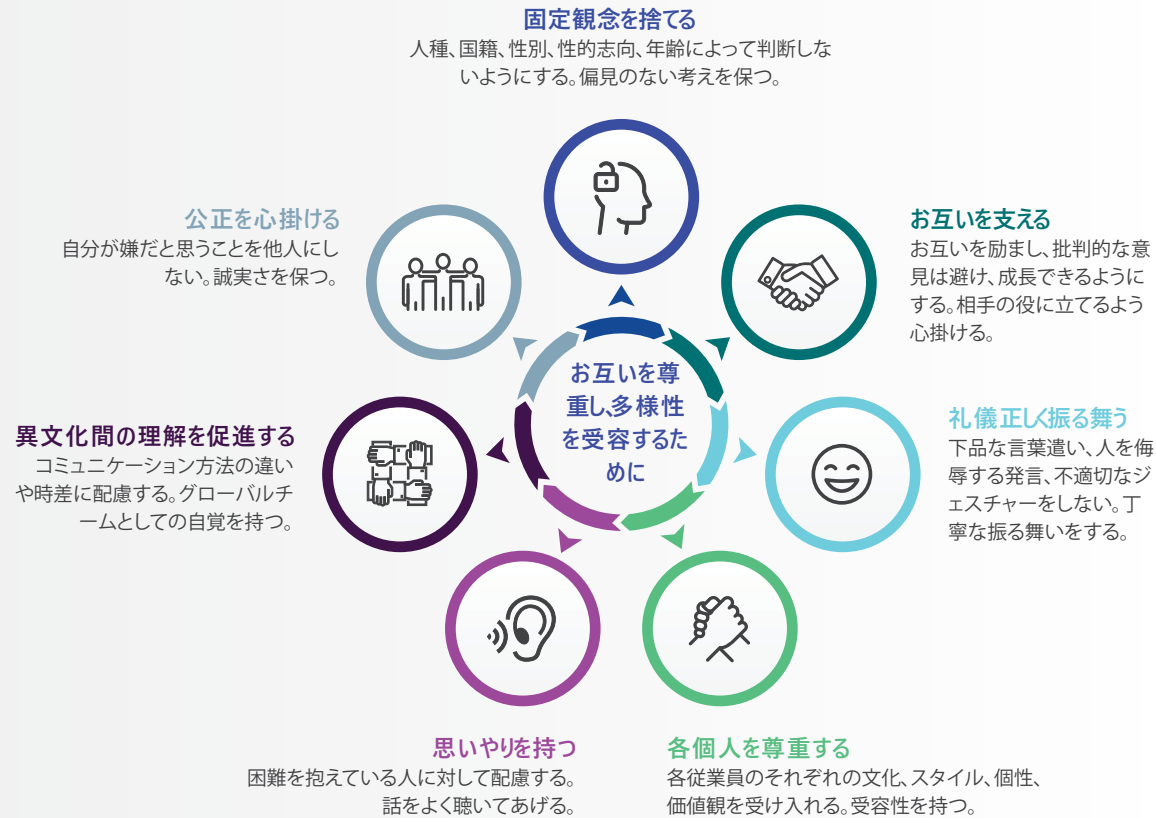 固定観念を捨てる
人種、国籍、性別、性的志向、年齢によって判断しな
いようにする。偏見のない考えを保つ。
お互いを支える
お互いを励まし、批判的な意
見は避け、成長できるように
する。相手の役に立てるよう
心掛ける。
礼儀正しく振る舞う
下品な言葉遣い、人を侮
辱する発言、不適切なジ
ェスチャーをしない。丁
寧な振る舞いをする。
各個人を尊重する
各従業員のそれぞれの文化、スタイル、個性、
価値観を受け入れる。受容性を持つ。
思いやりを持つ
困難を抱えている人に対して配慮する。
話をよく聴いてあげる。
異文化間の理解を促進する
コミュニケーション方法の違い
や時差に配慮する。グローバルチ
ームとしての自覚を持つ。
公正を心掛ける
自分が嫌だと思うことを他人にし
ない。誠実さを保つ。
お互いを尊
重し、多様性
を受容するた
めに